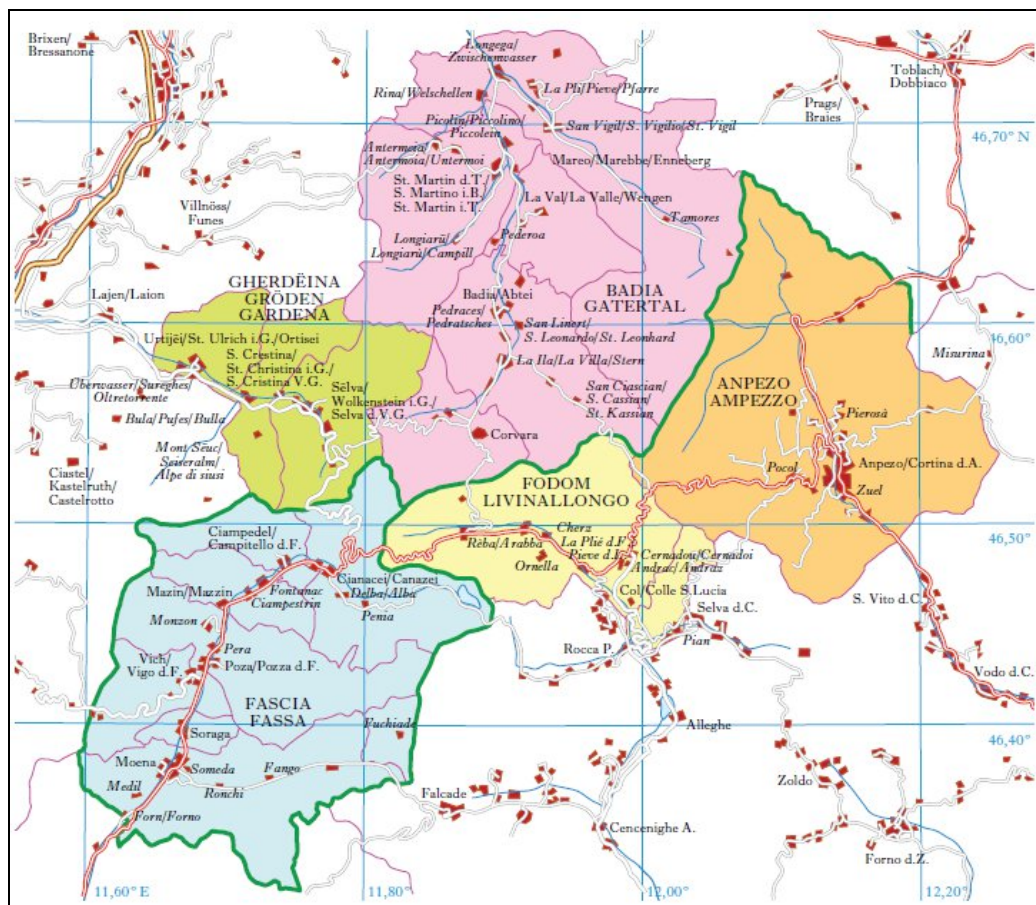 Brixen/
Bressanone
Longega/
Zwischenwasser
Toblach/
Dobbiaco
Rina/Welschellen
La Pli/Pieve/Pfarre
Prags/
Braies
Picolin/Piccolino/
Piccolein
San Vigil/S. Vigilio/St. Vigil
46,70° N
Antermeia/
Antermoia/Untermoi
Mareo/Marebbe/Enneberg
St. Martin d.T.
S. Martino i.B.
St. Martin i.T.
La Val/La Valle/Wengen
Villnöss/
Funes
Tamores
Longiarü/
Longiarù/Campill
Pederoa
GHERDËINA
GRÖDEN
GARDENA
BADIA
GATERTAL
Lajen/Laion
Badia/Abtei
Pedraces/
Pedratsches
San Linert/
S. Leonardo/St. Leonhard
46,60°
Urtijëi/St. Ulrich i.G./Ortisei
S. Crestina/
St. Christina i.G./
S. Cristina V.G.
La Ila/La Villa/Stern
Misurina
Überwasser/Sureghes/
Oltretorrente
Sëlva/
Wolkenstein i.G./
Selva d.V.G.
San Ciascian/
S. Cassian/
St. Kassian
ANPEZO
AMPEZZO
Bula/Pufes/Bulla
Pierosà
Corvara
Mont Sëuc/
Seiseralm/
Alpe di siusi
Ciastel/
Kastelruth/
Castelrotto
Pocol
Anpezo/Cortina d.A.
Zuel
FODOM
LIVINALLONGO
Ciampedel/
Campitello d.F.
Rèba/Arabba
Cherz
La Plié d.F.
Pieve d.L.
46,50°
Ornella
Cernadou/Cernadoi
Andrac/Andraz
Mazin/Mazzin
Fontanac
Ciampestrin
Cianacei/Canazei
Delba/Alba
Penia
Col/Colle S.Lucia
Selva d.C.
S. Vito d.C.
Monzon
Pera
Poza/Pozza d.F.
Vich/
Vigo d.F.
Rocca P.
Pian
Vodo d.C.
FASCIA
FASSA
Fuchiade
Alleghe
46,40°
Soraga
Moena
Someda
Fango
Medil
Ronchi
Zoldo
Forn/Forno
Falcade
Cencenighe A.
Forno d.Z.
11,60° E
11,80°
12,00°
12,20°